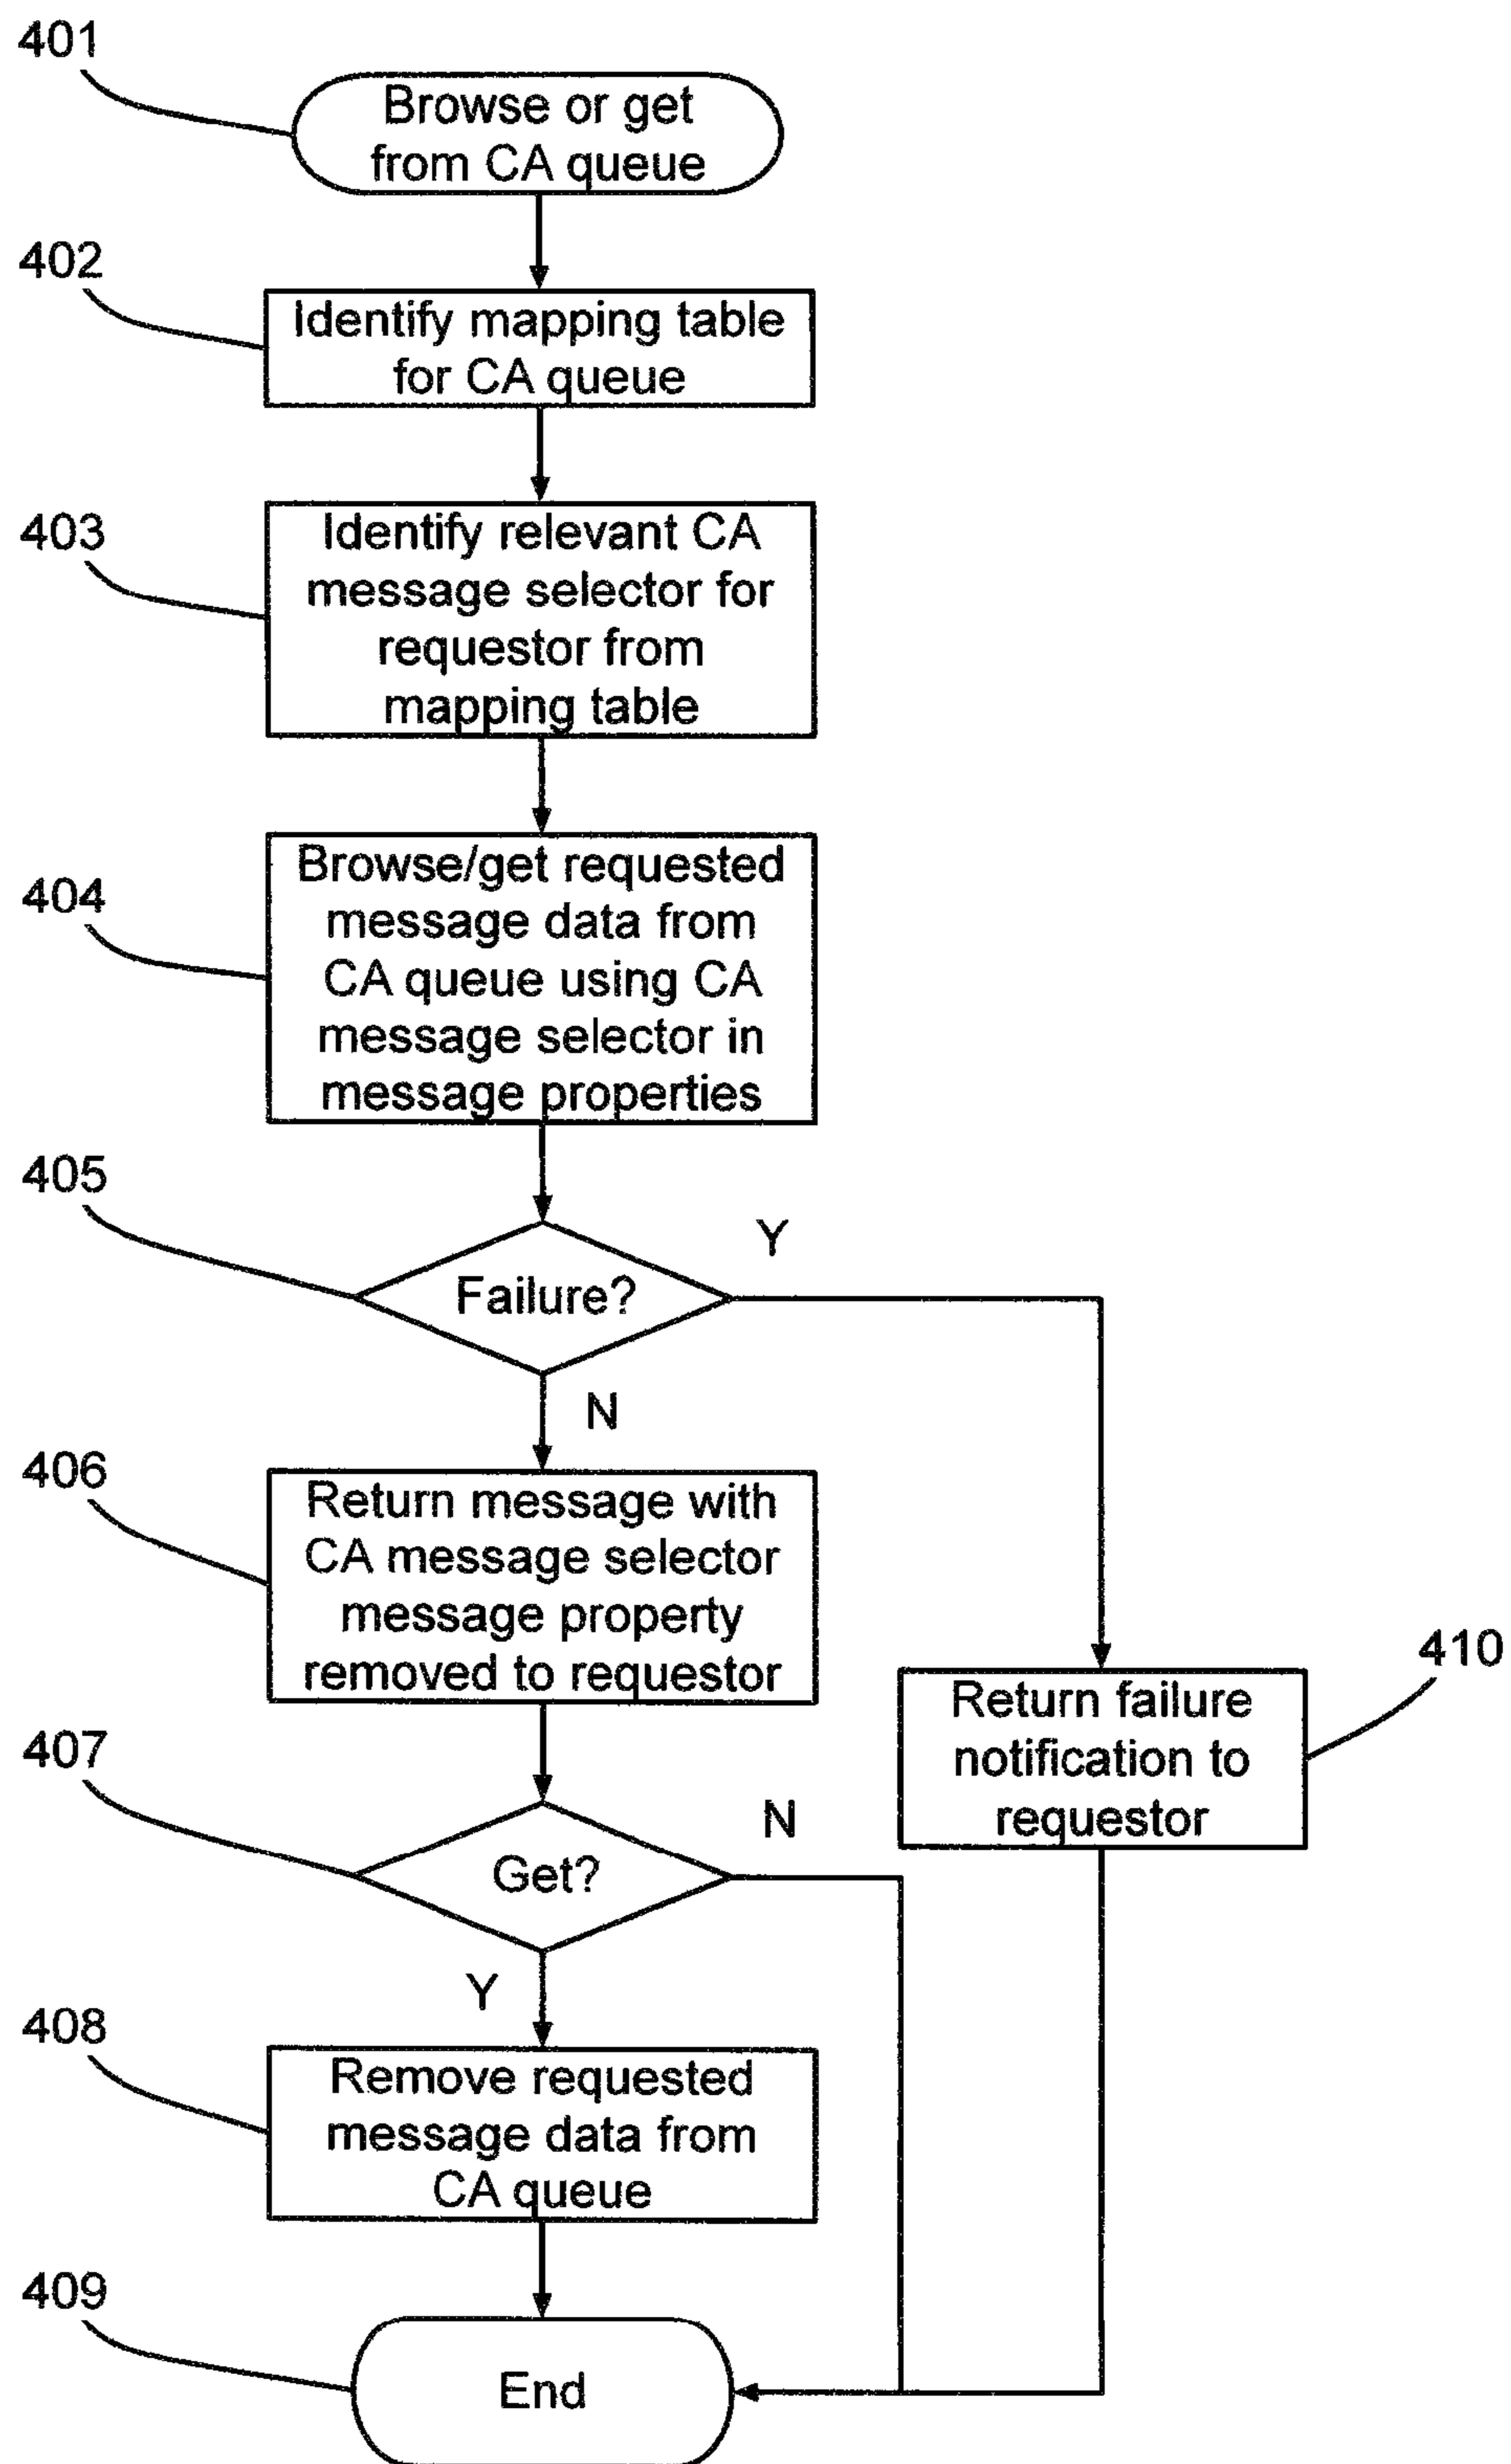 401
Browse or get
from CA queue
402
Identify mapping table
for CA queue
403
Identify relevant CA
message selector for
requestor from
mapping table
404
Browse/get requested
message data from
CA queue using CA
message selector in
message properties
405
Failure?
Y
N
406
Return message with
CA message selector
message property
removed to requestor
410
Return failure
notification to
requestor
407
Get?
N
Y
408
Remove requested
message data from
CA queue
409
End